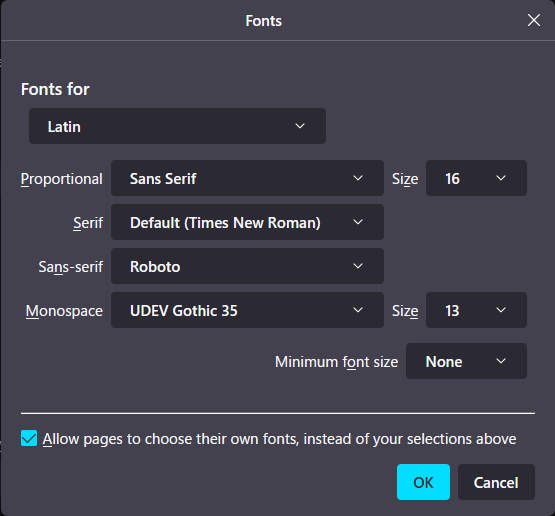 Fonts
Fonts for
Latin
Proportional Sans Serif Size 16
Serif Default (Times New Roman)
Sans-serif Roboto
Monospace UDEV Gothic 35 Size 13
Minimum font size None
Allow pages to choose their own fonts, instead of your selections above
OK Cancel